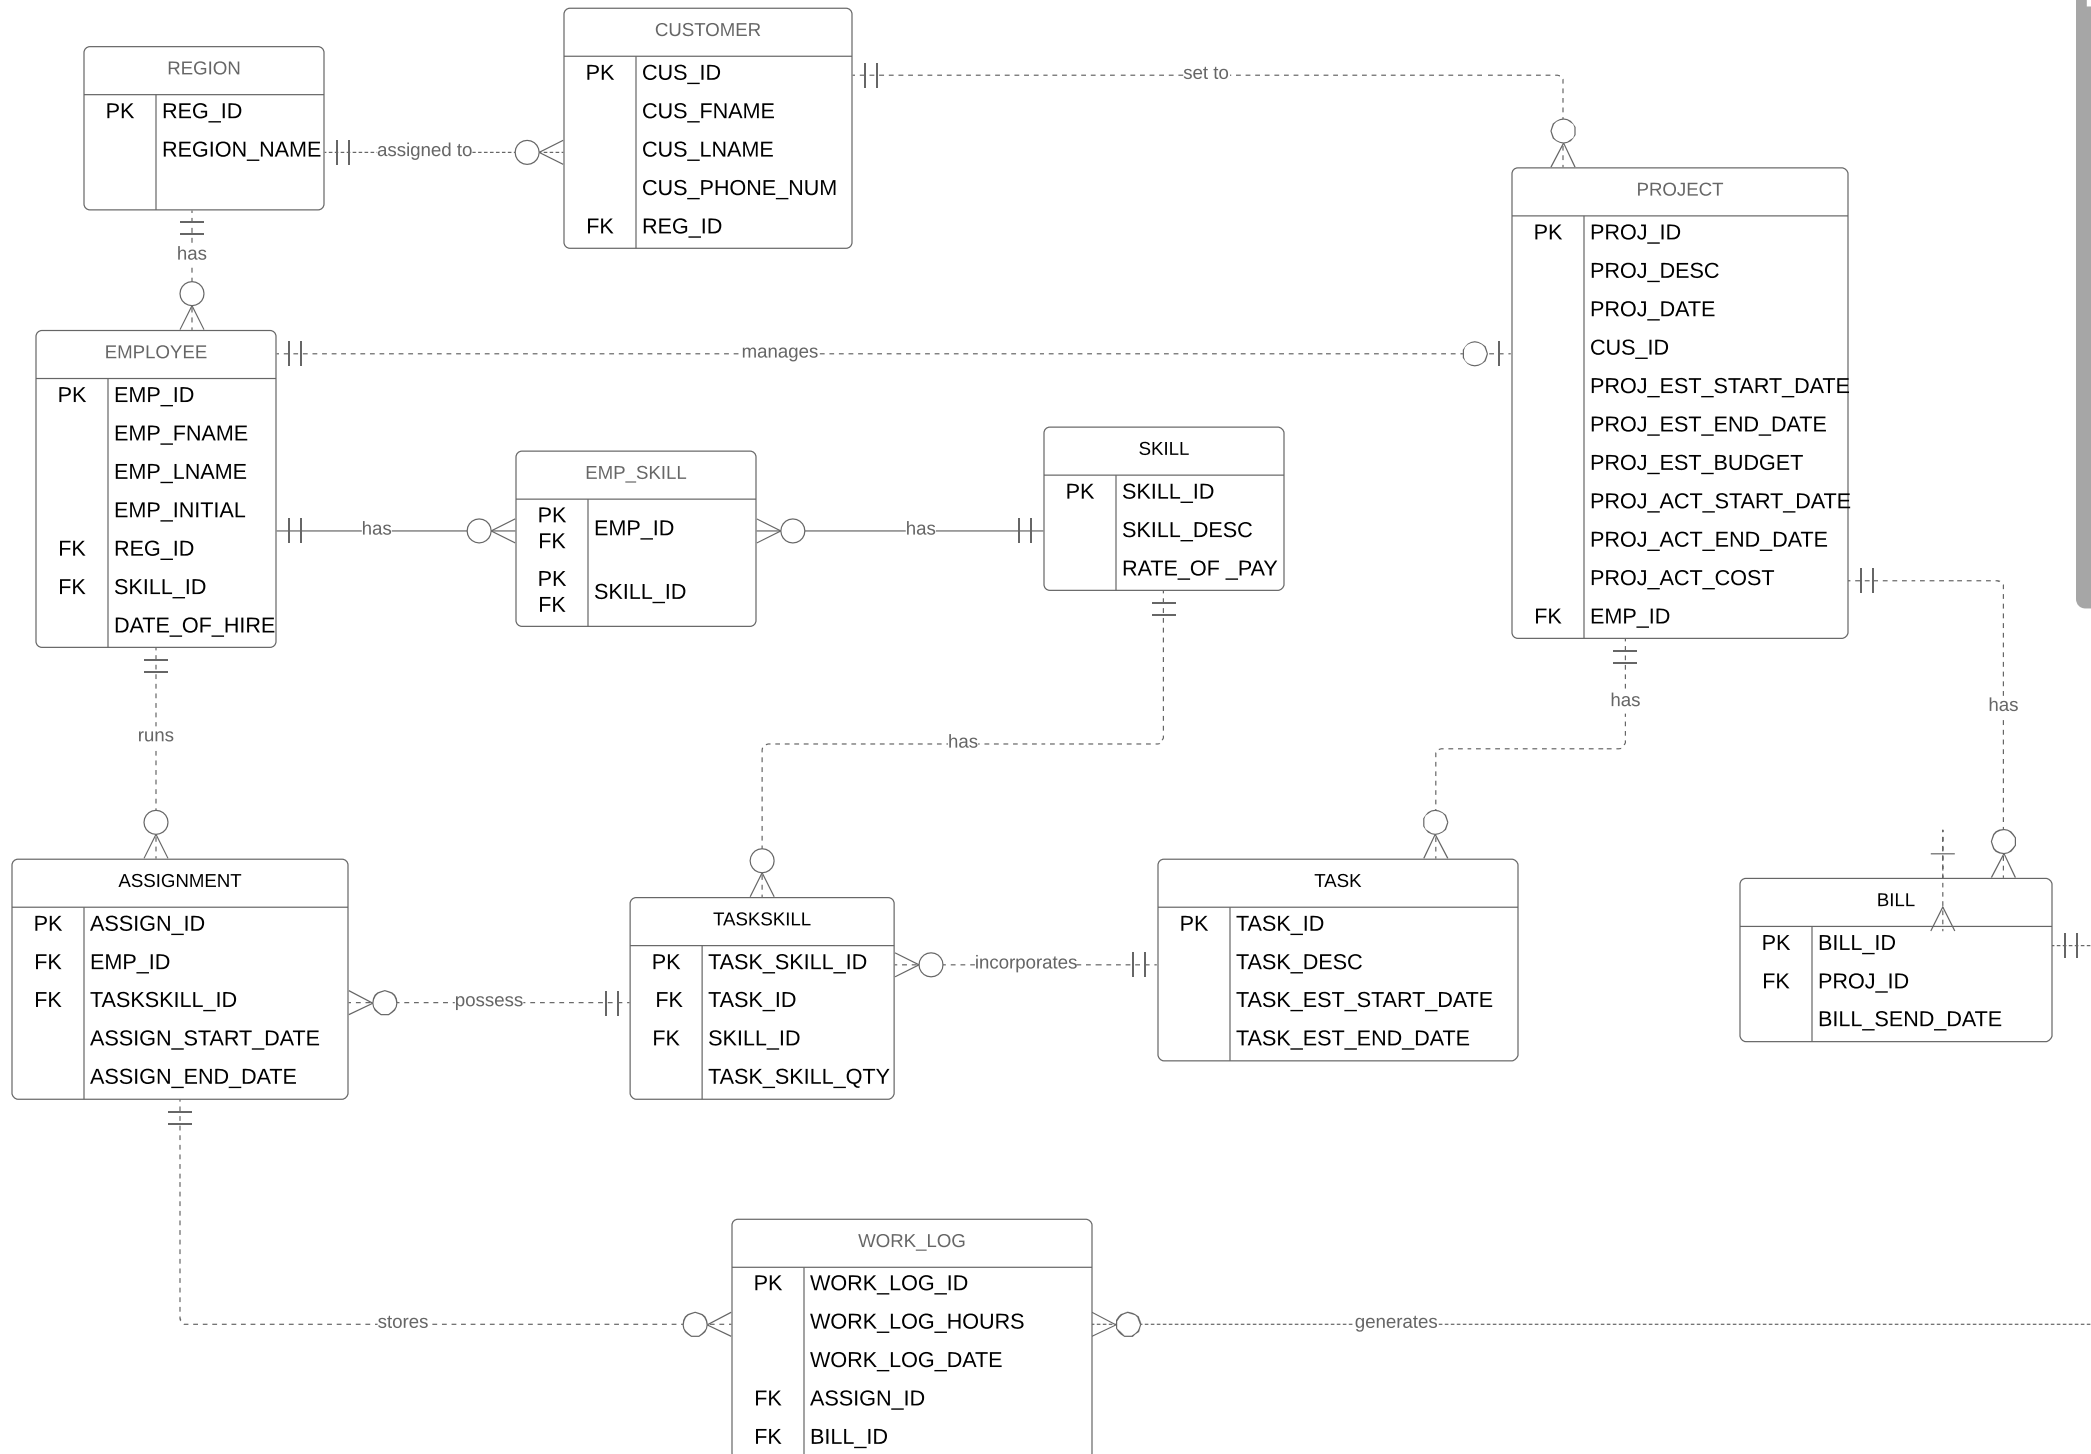 CUSTOMER
PK CUS_ID
CUS_FNAME
CUS_LNAME
CUS_PHONE_NUM
FK REG_ID
REGION
PK REG_ID
REGION_NAME
assigned to
set to
has
PROJECT
PK PROJ_ID
PROJ_DESC
PROJ_DATE
CUS_ID
PROJ_EST_START_DATE
PROJ_EST_END_DATE
PROJ_EST_BUDGET
PROJ_ACT_START_DATE
PROJ_ACT_END_DATE
PROJ_ACT_COST
FK EMP_ID
EMPLOYEE
PK EMP_ID
EMP_FNAME
EMP_LNAME
EMP_INITIAL
FK REG_ID
FK SKILL_ID
DATE_OF_HIRE
manages
has
EMP_SKILL
PK
FK EMP_ID
PK
FK SKILL_ID
has
SKILL
PK SKILL_ID
SKILL_DESC
RATE_OF _PAY
runs
has
has
has
ASSIGNMENT
PK ASSIGN_ID
FK EMP_ID
FK TASKSKILL_ID
ASSIGN_START_DATE
ASSIGN_END_DATE
possess
TASKSKILL
PK TASK_SKILL_ID
FK TASK_ID
FK SKILL_ID
TASK_SKILL_QTY
incorporates
TASK
PK TASK_ID
TASK_DESC
TASK_EST_START_DATE
TASK_EST_END_DATE
BILL
PK BILL_ID
FK PROJ_ID
BILL_SEND_DATE
stores
WORK_LOG
PK WORK_LOG_ID
WORK_LOG_HOURS
WORK_LOG_DATE
FK ASSIGN_ID
FK BILL_ID
generates